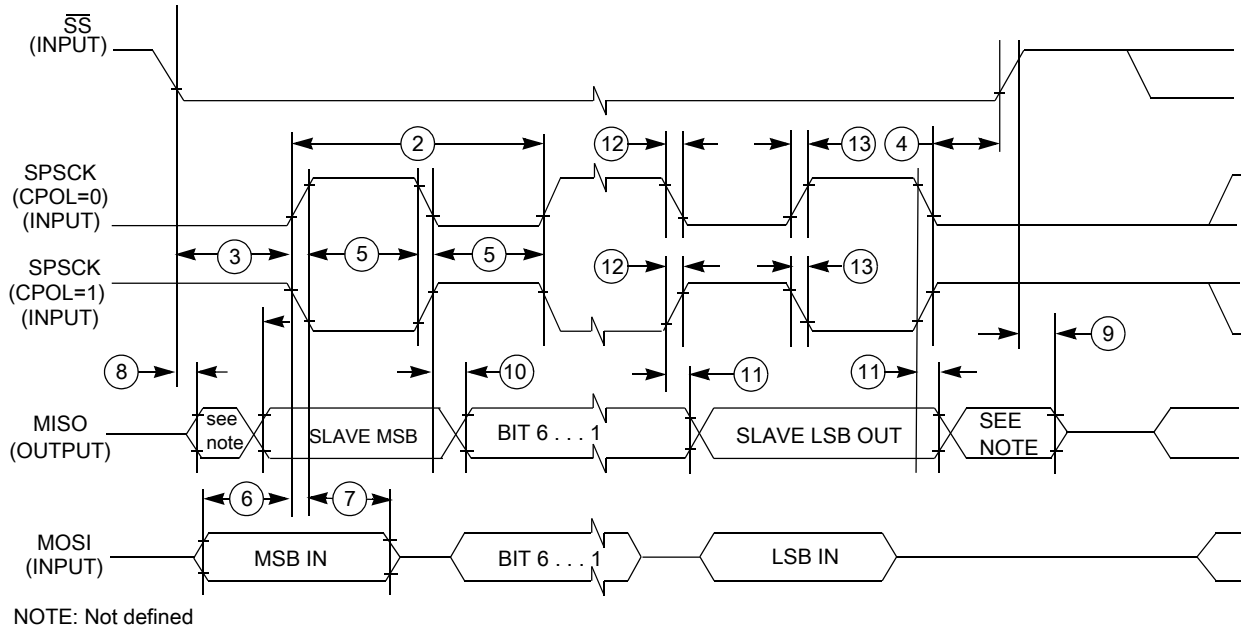 SS
(INPUT)
2
12
13
4
SPSCK
(CPOL=0)
(INPUT)
3
5
5
SPSCK
(CPOL=1)
(INPUT)
12
13
9
8
10
11
11
MISO
(OUTPUT)
see
note
SLAVE MSB
BIT 6 . . . 1
SLAVE LSB OUT
SEE
NOTE
6
7
MOSI
(INPUT)
MSB IN
BIT 6 . . . 1
LSB IN
NOTE: Not defined